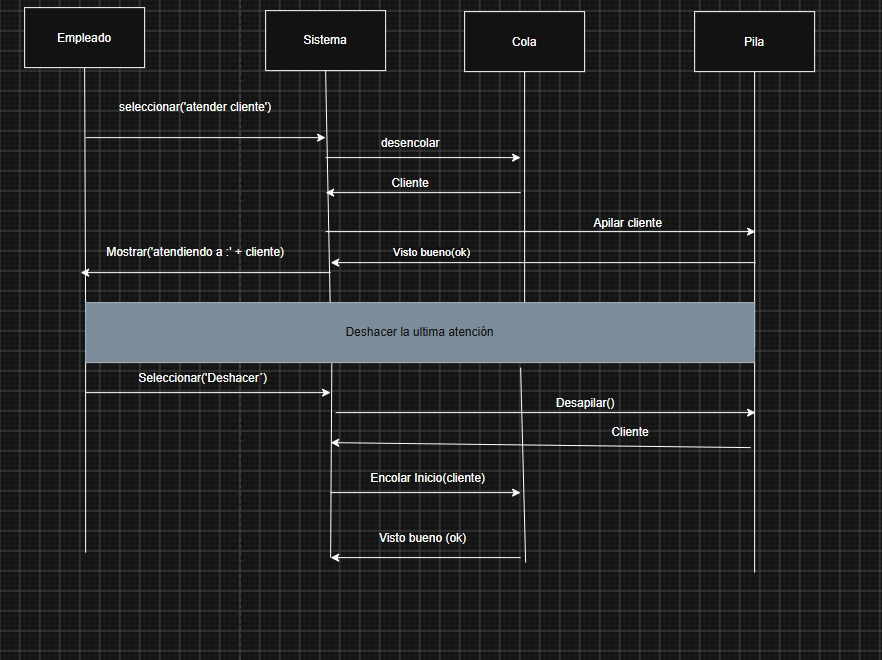 Empleado
Sistema
Cola
Pila
seleccionar('atender cliente')
desencolar
Cliente
Apilar cliente
Mostrar('atendiendo a :' + cliente)
Visto bueno(ok)
Deshacer la ultima atención
Seleccionar('Deshacer´)
Desapilar()
Cliente
Encolar Inicio(cliente)
Visto bueno (ok)